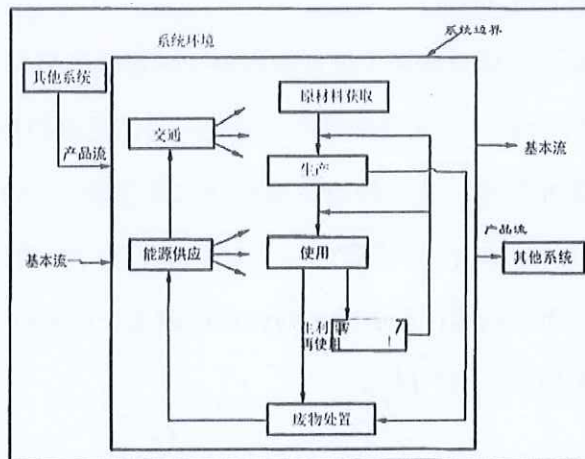 系统环境
系统边界
其他系统
原材料获取
交通
产品流
生产
基本流
产品流
基本流
能源供应
使用
其他系统
再使用
废物处置